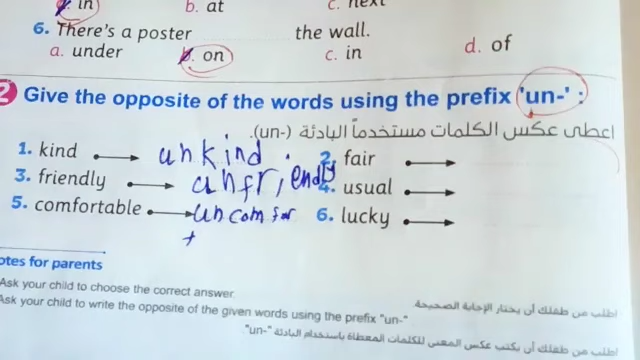 b. in b. at c. next
6. There's a poster the wall.
a. under b. on c. in d. of
2 Give the opposite of the words using the prefix 'un-' :
اعطى عكس الكلمات مستخدماً البادئة (un-).
1. kind unkind 2. fair
3. friendly unfriendly 4. usual
5. comfortable uncomfor 6. lucky
t
otes for parents
Ask your child to choose the correct answer.
اطلب من طفلك أن يختار الإجابة الصحيحة.
Ask your child to write the opposite of the given words using the prefix "un-"
اطلب من طفلك أن يكتب عكس المعنى للكلمات المعطاة باستخدام البادئة "un-".